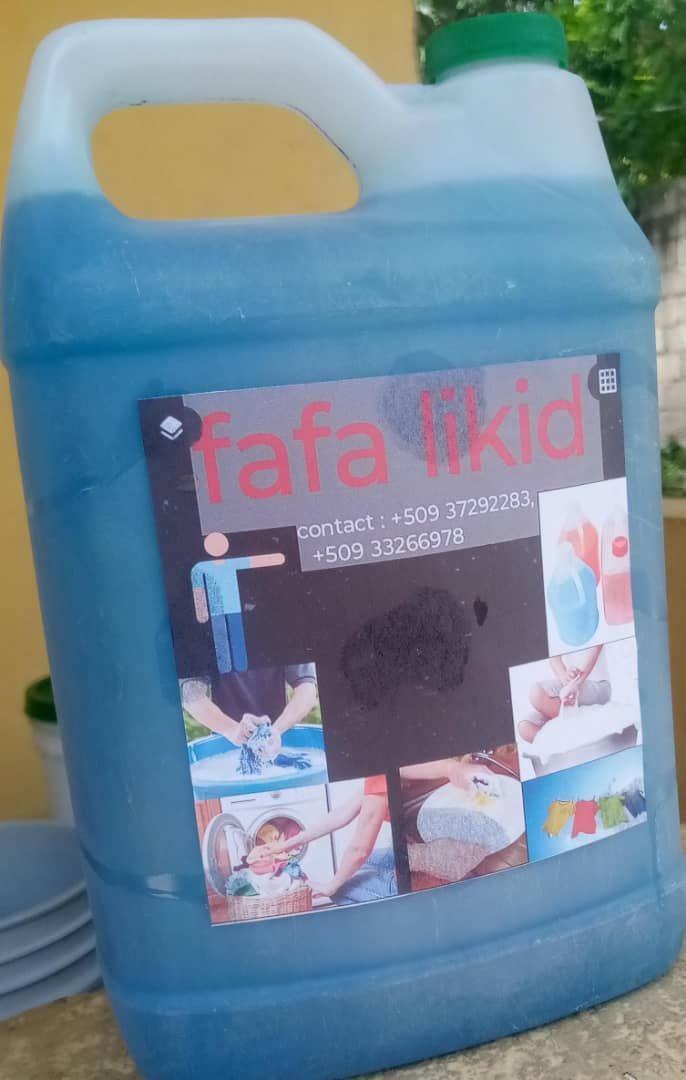 fafa likid
contact : +509 37292283,
+509 33266978